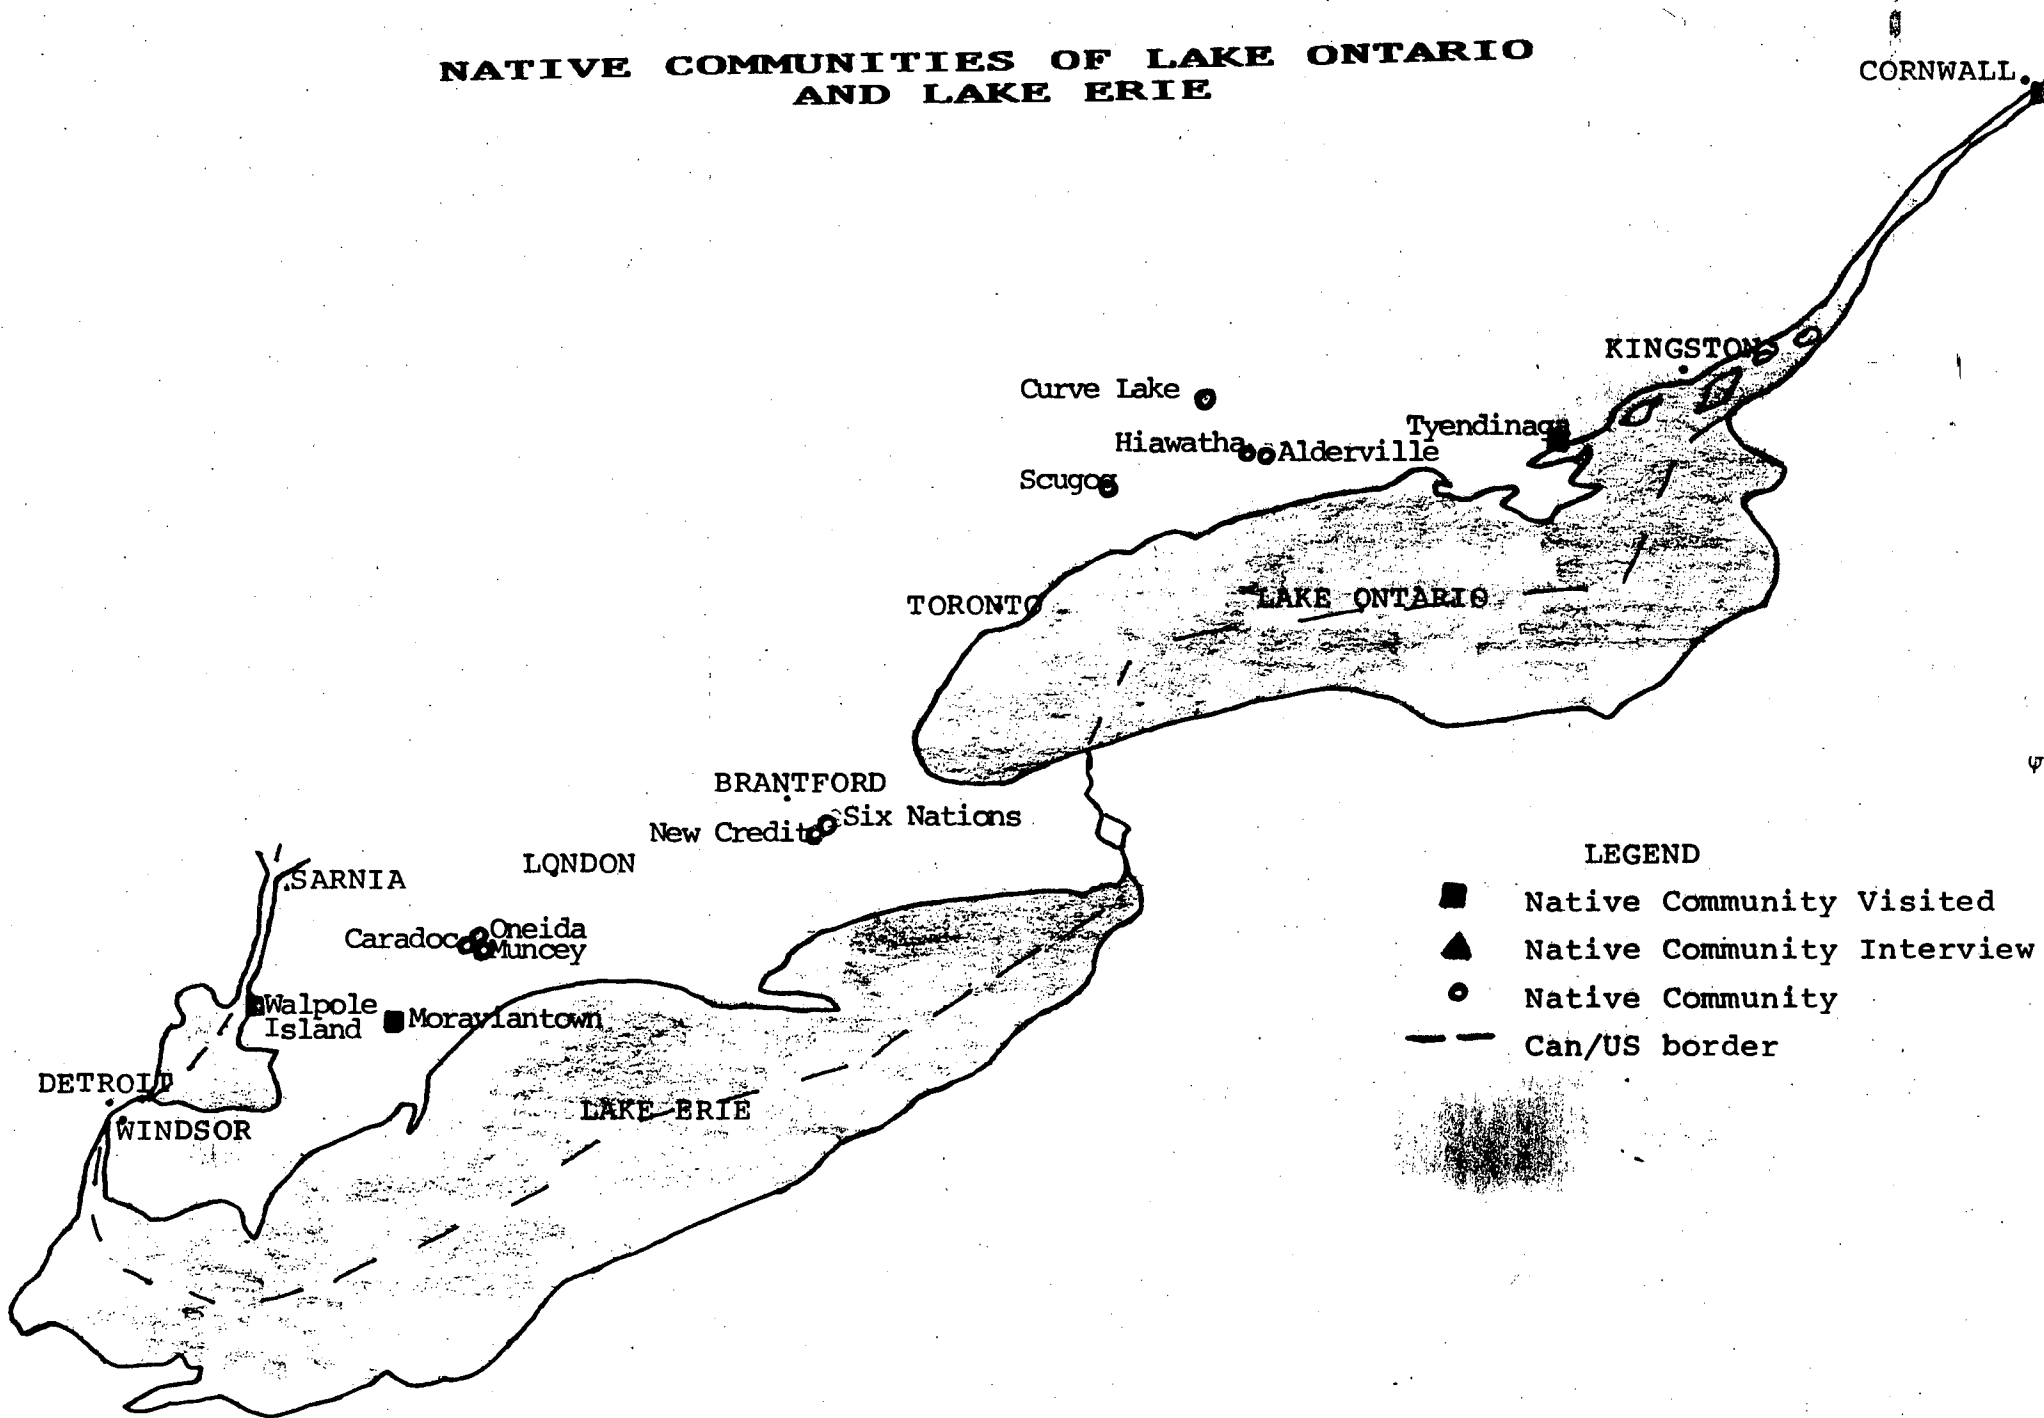 NATIVE COMMUNITIES OF LAKE ONTARIO
AND LAKE ERIE
CORNWALL
KINGSTON
Curve Lake
Tyendinaga
Hiawatha
Alderville
Scugog
TORONTO
LAKE ONTARIO
BRANTFORD
Six Nations
New Credit
LONDON
SARNIA
Caradoc
Oneida
Muncey
Walpole
Island
Moraviantown
DETROIT
WINDSOR
LAKE ERIE
LEGEND
Native Community Visited
Native Community Interview
Native Community
Can/US border